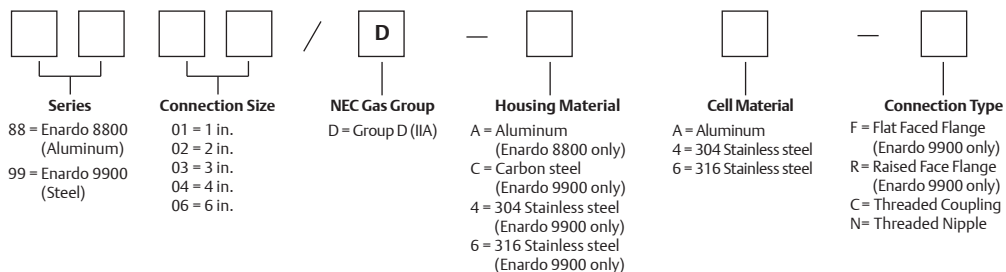 / D — —
Series
88 = Enardo 8800
(Aluminum)
99 = Enardo 9900
(Steel)
Connection Size
01 = 1 in.
02 = 2 in.
03 = 3 in.
04 = 4 in.
06 = 6 in.
NEC Gas Group
D = Group D (IIA)
Housing Material
A = Aluminum
(Enardo 8800 only)
C = Carbon steel
(Enardo 9900 only)
4 = 304 Stainless steel
(Enardo 9900 only)
6 = 316 Stainless steel
(Enardo 9900 only)
Cell Material
A = Aluminum
4 = 304 Stainless steel
6 = 316 Stainless steel
Connection Type
F = Flat Faced Flange
(Enardo 9900 only)
R = Raised Face Flange
(Enardo 9900 only)
C = Threaded Coupling
N= Threaded Nipple